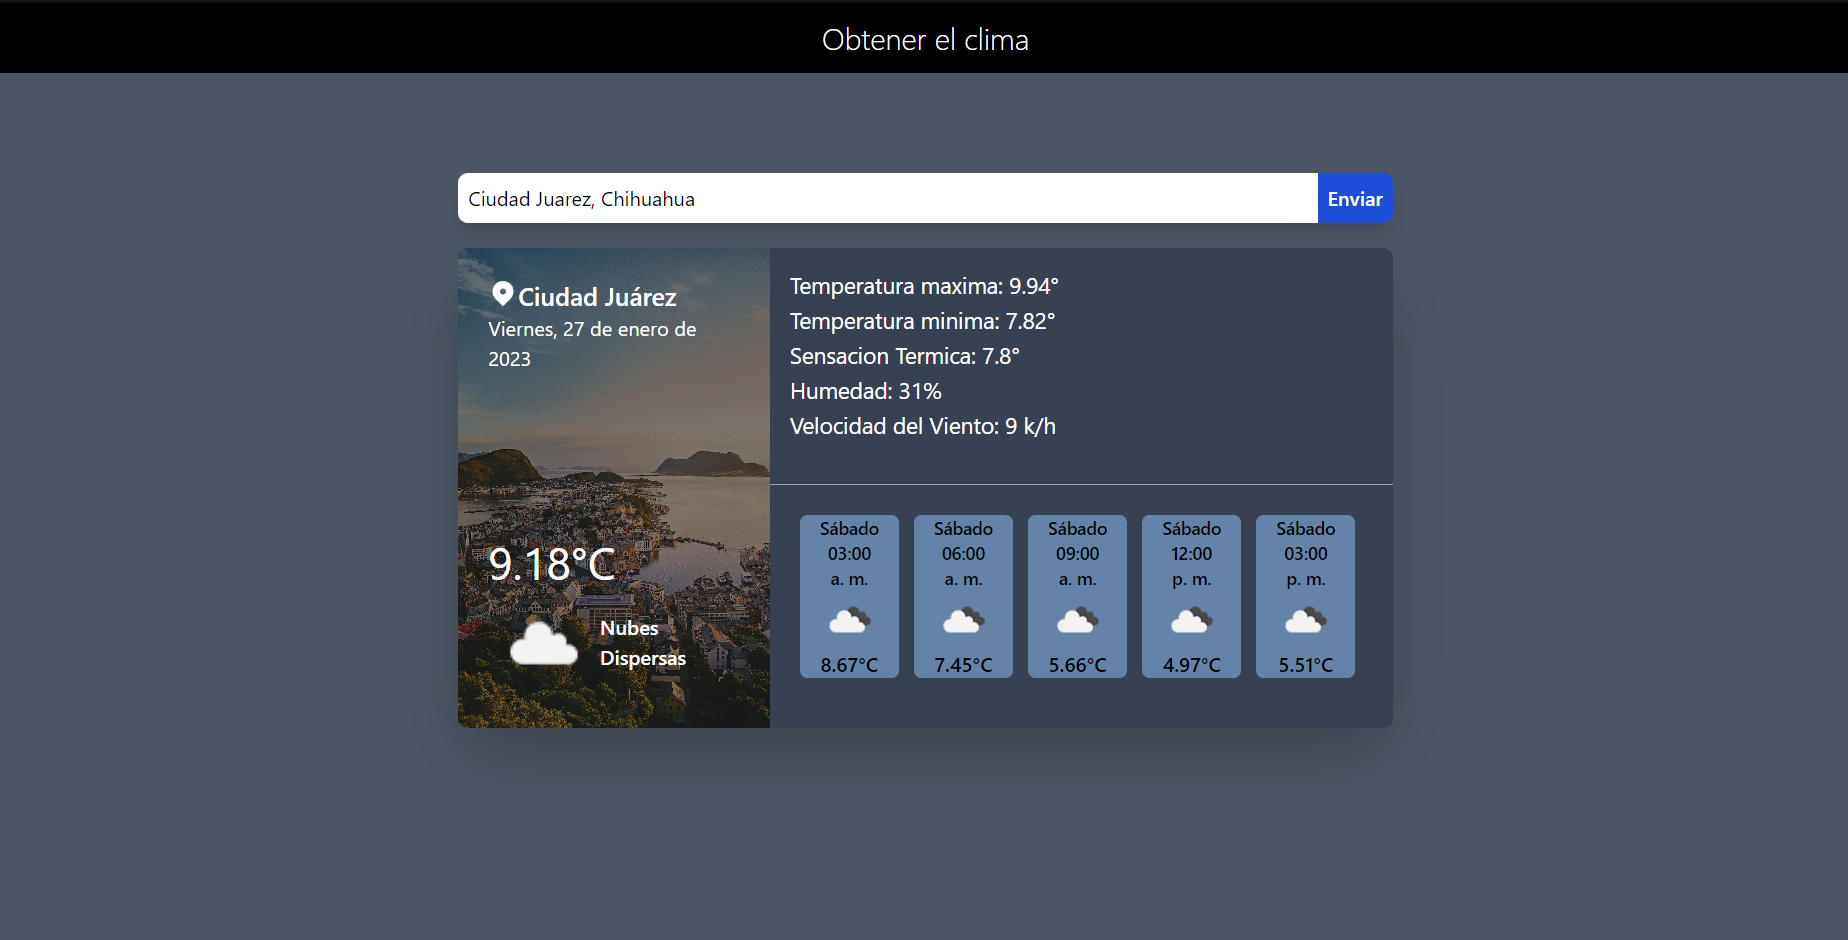 Obtener el clima
Ciudad Juarez, Chihuahua
Enviar
Ciudad Juárez
Viernes, 27 de enero de
2023
9.18°C
Nubes
Dispersas
Temperatura maxima: 9.94°
Temperatura minima: 7.82°
Sensacion Termica: 7.8°
Humedad: 31%
Velocidad del Viento: 9 k/h
Sábado
03:00
a. m.
8.67°C
Sábado
06:00
a. m.
7.45°C
Sábado
09:00
a. m.
5.66°C
Sábado
12:00
p. m.
4.97°C
Sábado
03:00
p. m.
5.51°C